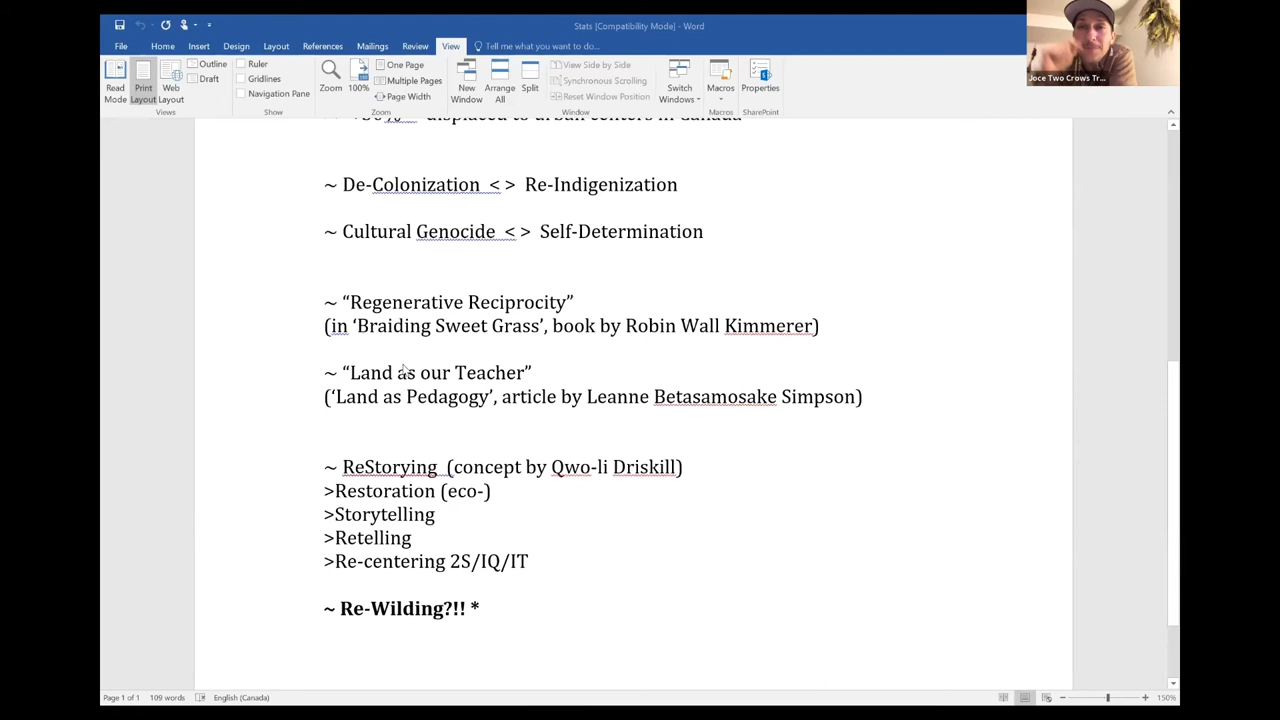 Stats [Compatibility Mode] - Word
File Home Insert Design Layout References Mailings Review View Tell me what you want to do...
Read Mode
Print Layout
Web Layout
Outline
Draft
Views
Ruler
Gridlines
Navigation Pane
Show
Zoom
100%
One Page
Multiple Pages
Page Width
Zoom
New Window
Arrange All
Split
View Side by Side
Synchronous Scrolling
Reset Window Position
Window
Switch Windows
Macros
Macros
Properties
SharePoint
Joce Two Crows Tr...
displaced to urban centers in Canada
~ De-Colonization < > Re-Indigenization
~ Cultural Genocide < > Self-Determination
~ “Regenerative Reciprocity”
(in ‘Braiding Sweet Grass’, book by Robin Wall Kimmerer)
~ “Land as our Teacher”
(‘Land as Pedagogy’, article by Leanne Betasamosake Simpson)
~ ReStorying (concept by Qwo-li Driskill)
>Restoration (eco-)
>Storytelling
>Retelling
>Re-centering 2S/IQ/IT
~ Re-Wilding?!! *
Page 1 of 1 109 words English (Canada) 150%